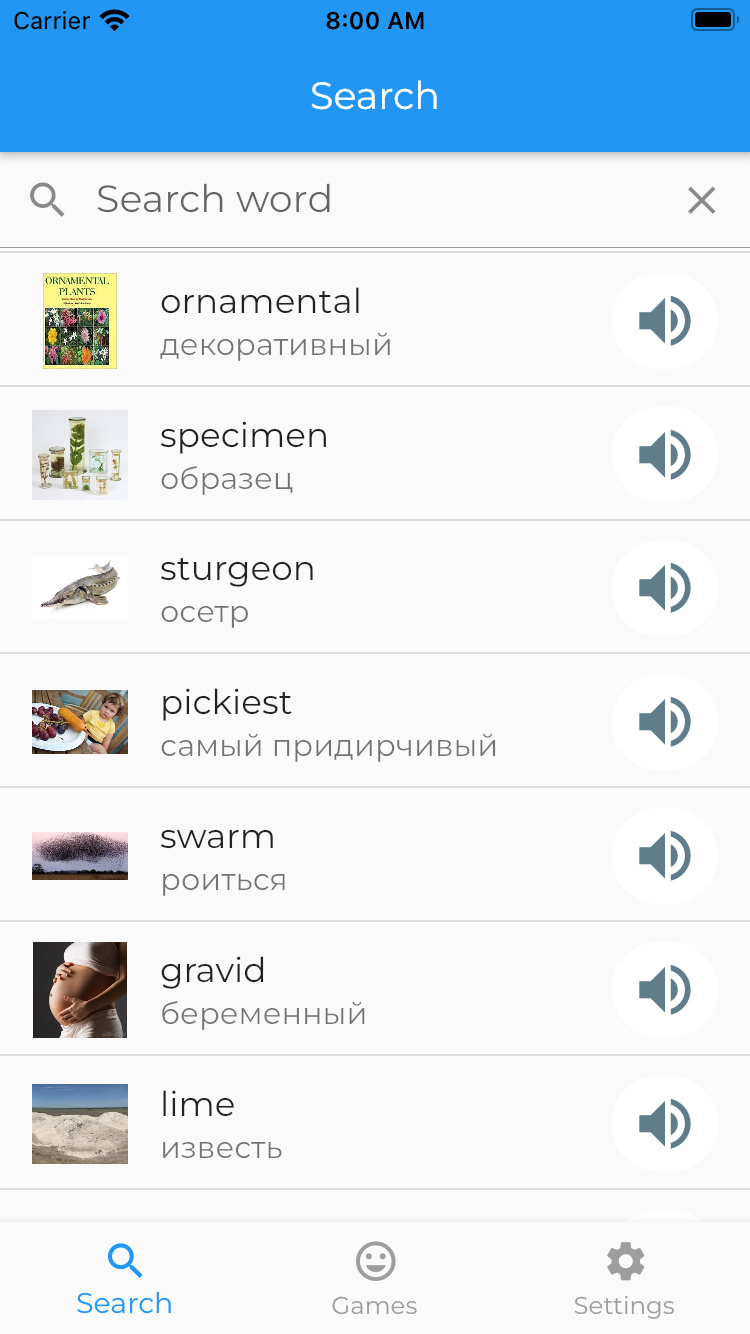 Carrier 8:00 AM
Search
Search word
ORNAMENTAL
PLANTS
ornamental
декоративный
specimen
образец
sturgeon
осетр
pickiest
самый придирчивый
swarm
роиться
gravid
беременный
lime
известь
Search Games Settings